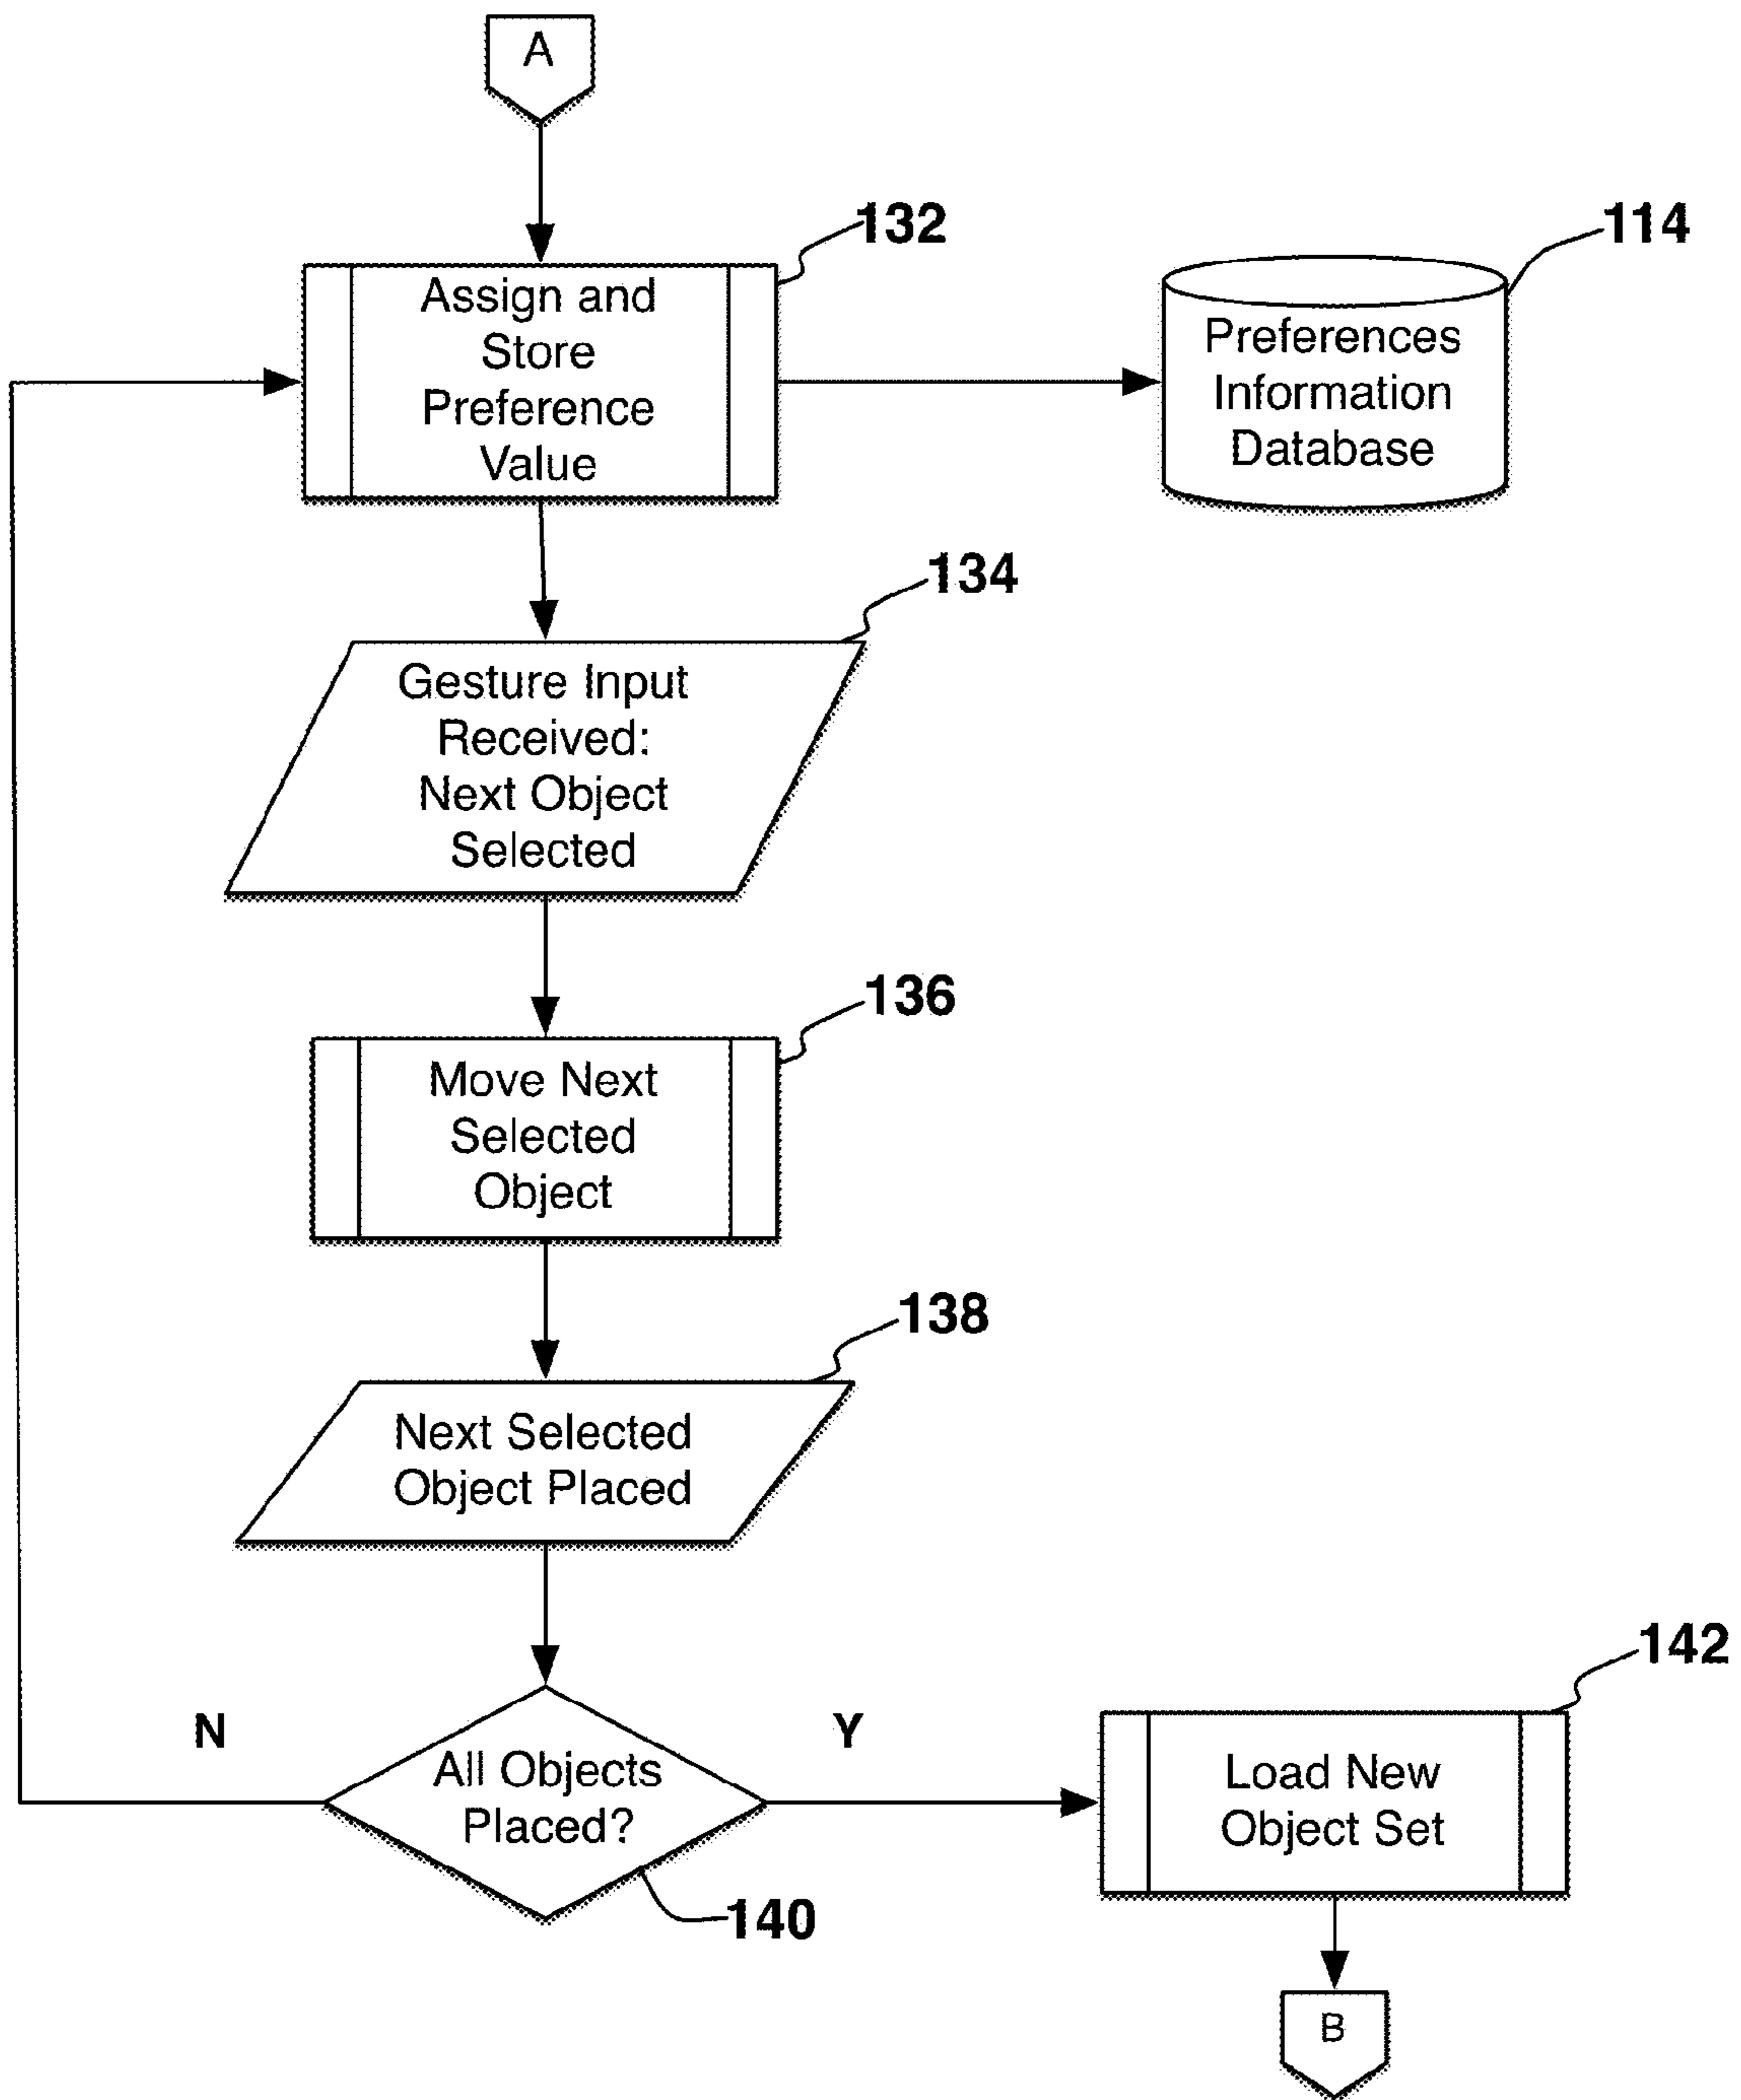 A
132
Assign and
Store
Preference
Value
114
Preferences
Information
Database
134
Gesture Input
Received:
Next Object
Selected
136
Move Next
Selected
Object
138
Next Selected
Object Placed
N
All Objects
Placed?
140
Y
142
Load New
Object Set
B